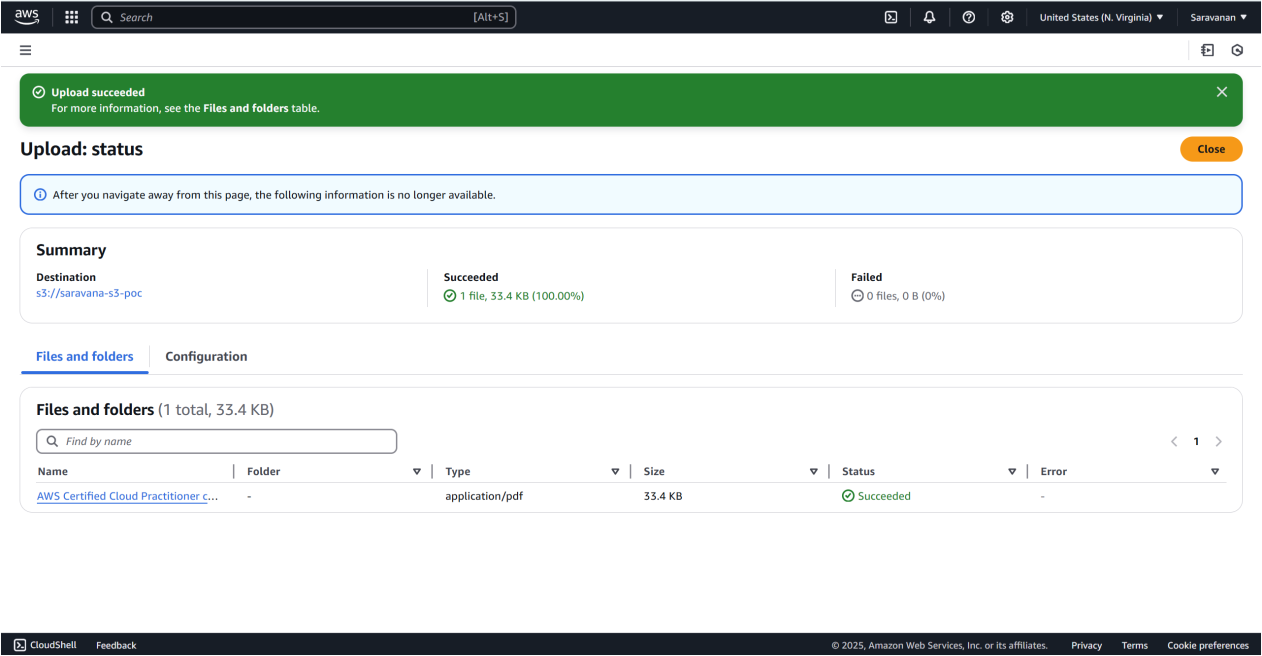 aws
Search [Alt+S] United States (N. Virginia) Saravanan
Upload succeeded
For more information, see the Files and folders table.
Upload: status
Close
After you navigate away from this page, the following information is no longer available.
Summary
Destination Succeeded Failed
s3://saravana-s3-poc 1 file, 33.4 KB (100.00%) 0 files, 0 B (0%)
Files and folders Configuration
Files and folders (1 total, 33.4 KB)
Find by name 1
Name Folder Type Size Status Error
AWS Certified Cloud Practitioner c... - application/pdf 33.4 KB Succeeded -
CloudShell Feedback © 2025, Amazon Web Services, Inc. or its affiliates. Privacy Terms Cookie preferences